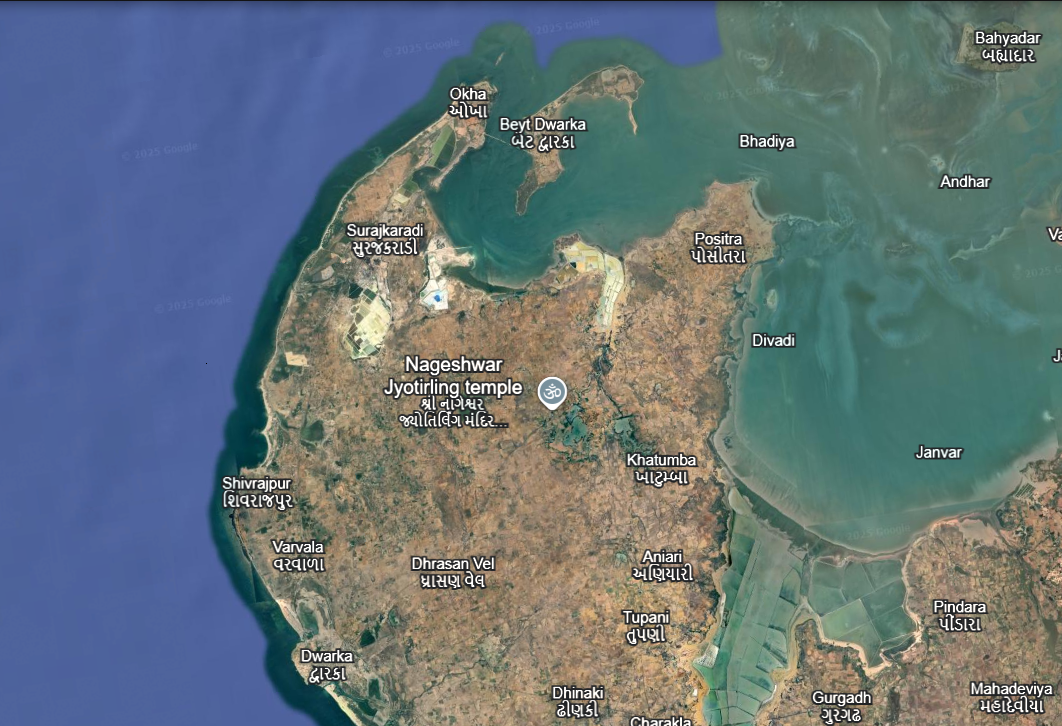 © 2025 Google
© 2025 Google
Bahyadar
બહ્યાદાર
Okha
ઓખા
Beyt Dwarka
બેટ દ્વારકા
© 2025 Google
Bhadiya
Andhar
Surajkaradi
સુરજકરાડી
Positra
પોસીતરા
© 2025 Google
Divadi
Nageshwar
Jyotirling temple
શ્રી નાગેશ્વર
જ્યોતિર્લિંગ મંદિર...
ૐ
Khatumba
ખાટુમ્બા
Janvar
Shivrajpur
શિવરાજપુર
© 2025 Google
Varvala
વરવાળા
Dhrasan Vel
ધ્રાસણ વેલ
Aniari
અણિયારી
Tupani
તુપણી
Pindara
પીંડારા
Dwarka
દ્વારકા
Dhinaki
ઢીણકી
Gurgadh
ગુરગઢ
Mahadeviya
મહાદેવીયા
Charakla